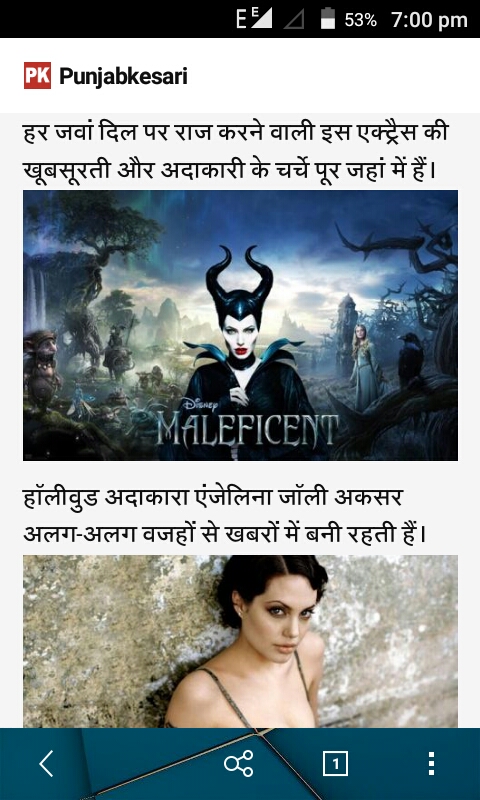 E E 53% 7:00 pm
PK Punjabkesari
हर जवां दिल पर राज करने वाली इस एक्ट्रैस की
खूबसूरती और अदाकारी के चर्चे पूर जहां में हैं।
DISNEY
MALEFICENT
हॉलीवुड अदाकारा एंजेलिना जॉली अकसर
अलग-अलग वजहों से खबरों में बनी रहती हैं।
1